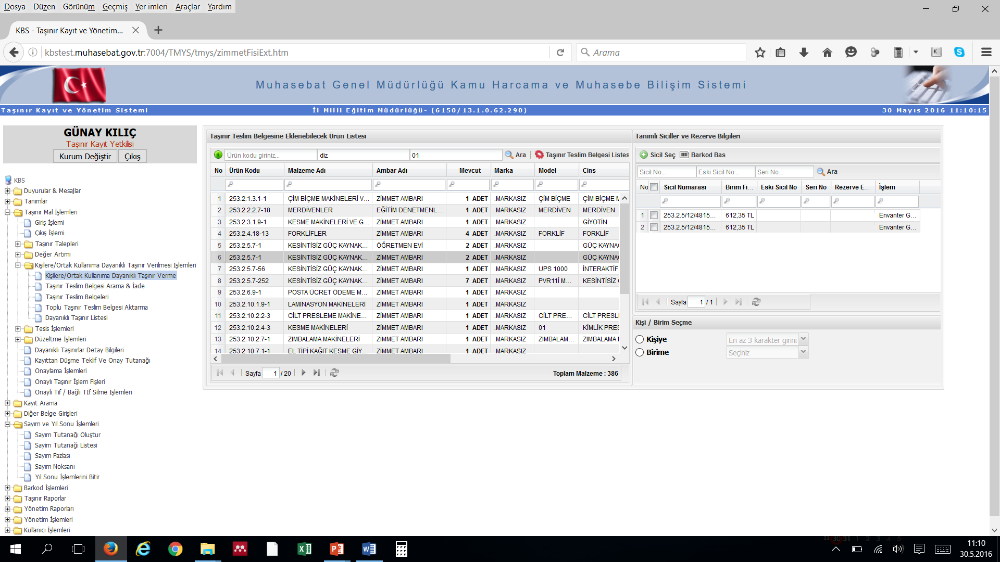 Dosya Düzen Görünüm Geçmiş Yer imleri Araçlar Yardım
KBS - Taşınır Kayıt ve Yönetim...
kbstest.muhasebat.gov.tr:7004/TMYS/tmys/zimmetFisiExt.htm
Arama
Muhasebat Genel Müdürlüğü Kamu Harcama ve Muhasebe Bilişim Sistemi
Taşınır Kayıt ve Yönetim Sistemi
İl Milli Eğitim Müdürlüğü- (6150/13.1.0.62.290)
30 Mayıs 2016 11:10:15
GÜNAY KILIÇ
Taşınır Kayıt Yetkilisi
Kurum Değiştir Çıkış
KBS
Duyurular & Mesajlar
Tanımlar
Taşınır Mal İşlemleri
Giriş İşlemi
Çıkış İşlemi
Taşınır Talepleri
Değer Artımı
Kişilere/Ortak Kullanıma Dayanıklı Taşınır Verilmesi İşlemleri
Kişilere/Ortak Kullanıma Dayanıklı Taşınır Verme
Taşınır Teslim Belgesi Arama & İade
Taşınır Teslim Belgeleri
Toplu Taşınır Teslim Belgesi Aktarma
Dayanıklı Taşınır Listesi
Tesis İşlemleri
Düzeltme İşlemleri
Dayanıklı Taşınırlar Detay Bilgileri
Kayıttan Düşme Teklif Ve Onay Tutanağı
Onaylama İşlemleri
Onaylı Taşınır İşlem Fişleri
Onaylı Tif / Bağlı TİF Silme İşlemleri
Kayıt Arama
Diğer Belge Girişleri
Sayım ve Yıl Sonu İşlemleri
Sayım Tutanağı Oluştur
Sayim Tutanağı Listesi
Sayım Fazlası
Sayım Noksanı
Yıl Sonu İşlemlerini Bitir
Barkod İşlemleri
Taşınır Raporlar
Yönetim Raporları
Yönetim İşlemleri
Kullanıcı İşlemleri
Taşınır Teslim Belgesine Eklenebilecek Ürün Listesi
Ürün kodu giriniz... diz 01 Ara Taşınır Teslim Belgesi Listes
No Ürün Kodu Malzeme Adı Ambar Adı Mevcut Marka Model Cins
1 253.2.1.3.1-1 ÇİM BİÇME MAKİNELERİ V... ZİMMET AMBARI 1 ADET .MARKASIZ ÇİM BİÇME ÇİM BİÇME M
2 253.2.2.2.7-18 MERDİVENLER EĞİTİM DENETMENL... 1 ADET .MARKASIZ MERDİVEN MERDİVEN
3 253.2.3.1.9-1 KESME MAKİNELERİ VE G... ZİMMET AMBARI 1 ADET .MARKASIZ GİYOTİN
4 253.2.4.18-13 FORKLİFLER ZİMMET AMBARI 4 ADET .MARKASIZ FORKLİF FORKLİF
5 253.2.5.7-1 KESİNTİSİZ GÜÇ KAYNAK... ÖĞRETMEN EVİ 2 ADET .MARKASIZ GÜÇ KAYNAĞ
6 253.2.5.7-1 KESİNTİSİZ GÜÇ KAYNAK... ZİMMET AMBARI 2 ADET .MARKASIZ GÜÇ KAYNAĞ
7 253.2.5.7-56 KESİNTİSİZ GÜÇ KAYNAK... ZİMMET AMBARI 1 ADET .MARKASIZ UPS 1000 İNTERAKTİF
8 253.2.5.7-252 KESİNTİSİZ GÜÇ KAYNAK... ZİMMET AMBARI 7 ADET .MARKASIZ PVR11İ M... KESİNTİSİZ G
9 253.2.6.9-1 POSTA ÜCRET ÖDEME M... ZİMMET AMBARI 1 ADET .MARKASIZ
10 253.2.10.1.9-1 LAMİNASYON MAKİNELERİ ZİMMET AMBARI 1 ADET .MARKASIZ
11 253.2.10.2.2-3 CİLT PRESLEME MAKİNE... ZİMMET AMBARI 1 ADET .MARKASIZ CİLT PRE... CİLT PRESLE
12 253.2.10.2.4-3 KESME MAKİNELERİ ZİMMET AMBARI 1 ADET .MARKASIZ 01 KİMLİK PRES
13 253.2.10.2.7-1 ZIMBALAMA MAKİNELERİ ZİMMET AMBARI 1 ADET .MARKASIZ ZIMBALAM... ZIMBALAMA M
14 253.2.10.7.1-1 EL TİPİ KAĞIT KESME GİY... ZİMMET AMBARI 1 ADET .MARKASIZ
Sayfa 1 / 20 Toplam Malzeme : 386
Tanımlı Siciller ve Rezerve Bilgileri
Sicil Seç Barkod Bas
Sicil No... Eski Sicil No... Seri No... Ara
No Sicil Numarası Birim Fi... Eski Sicil No Seri No Rezerve E... İşlem
1 253.2.5/12/4815... 612,35 TL Envanter G...
2 253.2.5/12/4815... 612,35 TL Envanter G...
Sayfa 1 / 1
Kişi / Birim Seçme
Kişiye En az 3 karakter girini
Birime Seçiniz
11:10
30.5.2016